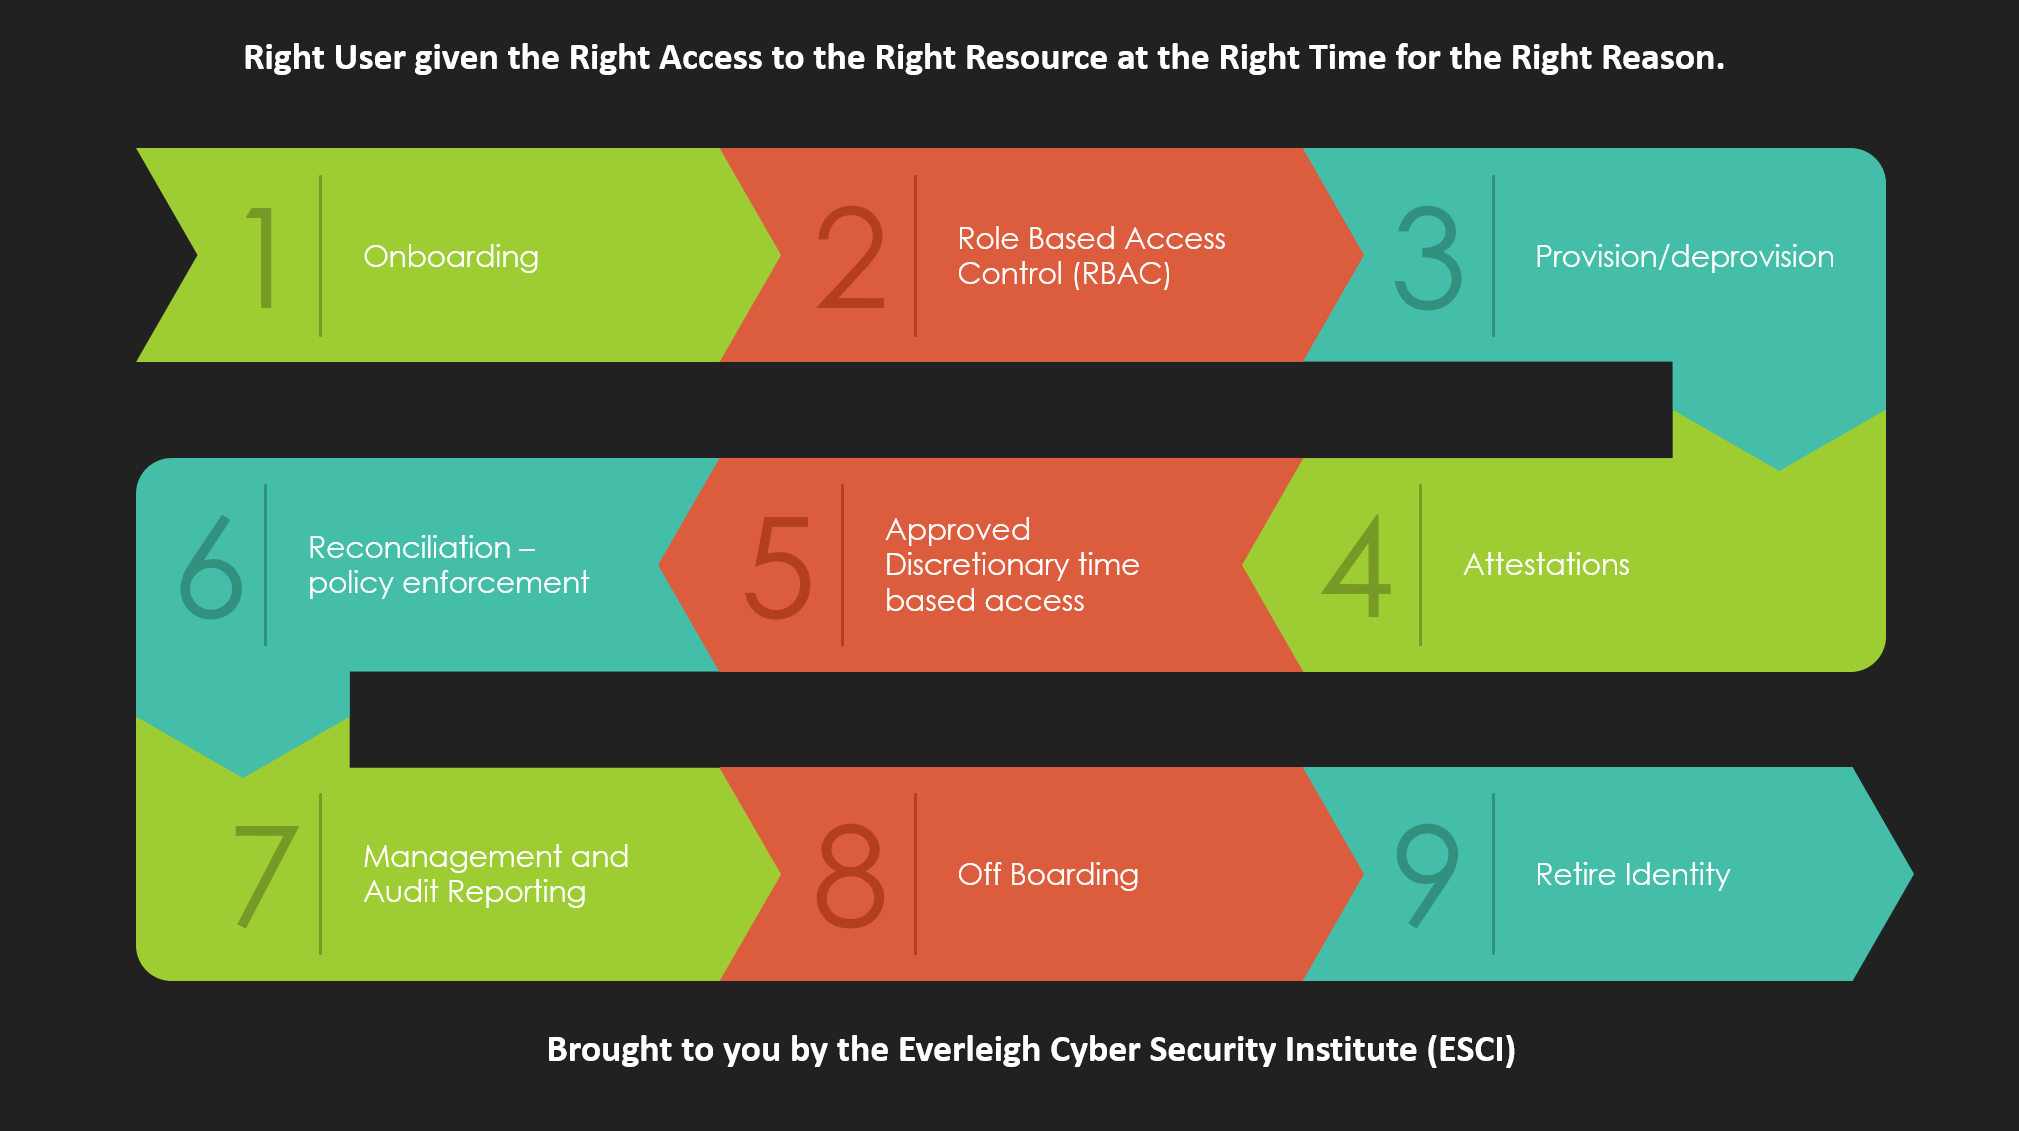 Right User given the Right Access to the Right Resource at the Right Time for the Right Reason.
1
Onboarding
2
Role Based Access
Control (RBAC)
3
Provision/deprovision
4
Attestations
5
Approved
Discretionary time
based access
6
Reconciliation –
policy enforcement
7
Management and
Audit Reporting
8
Off Boarding
9
Retire Identity
Brought to you by the Everleigh Cyber Security Institute (ESCI)